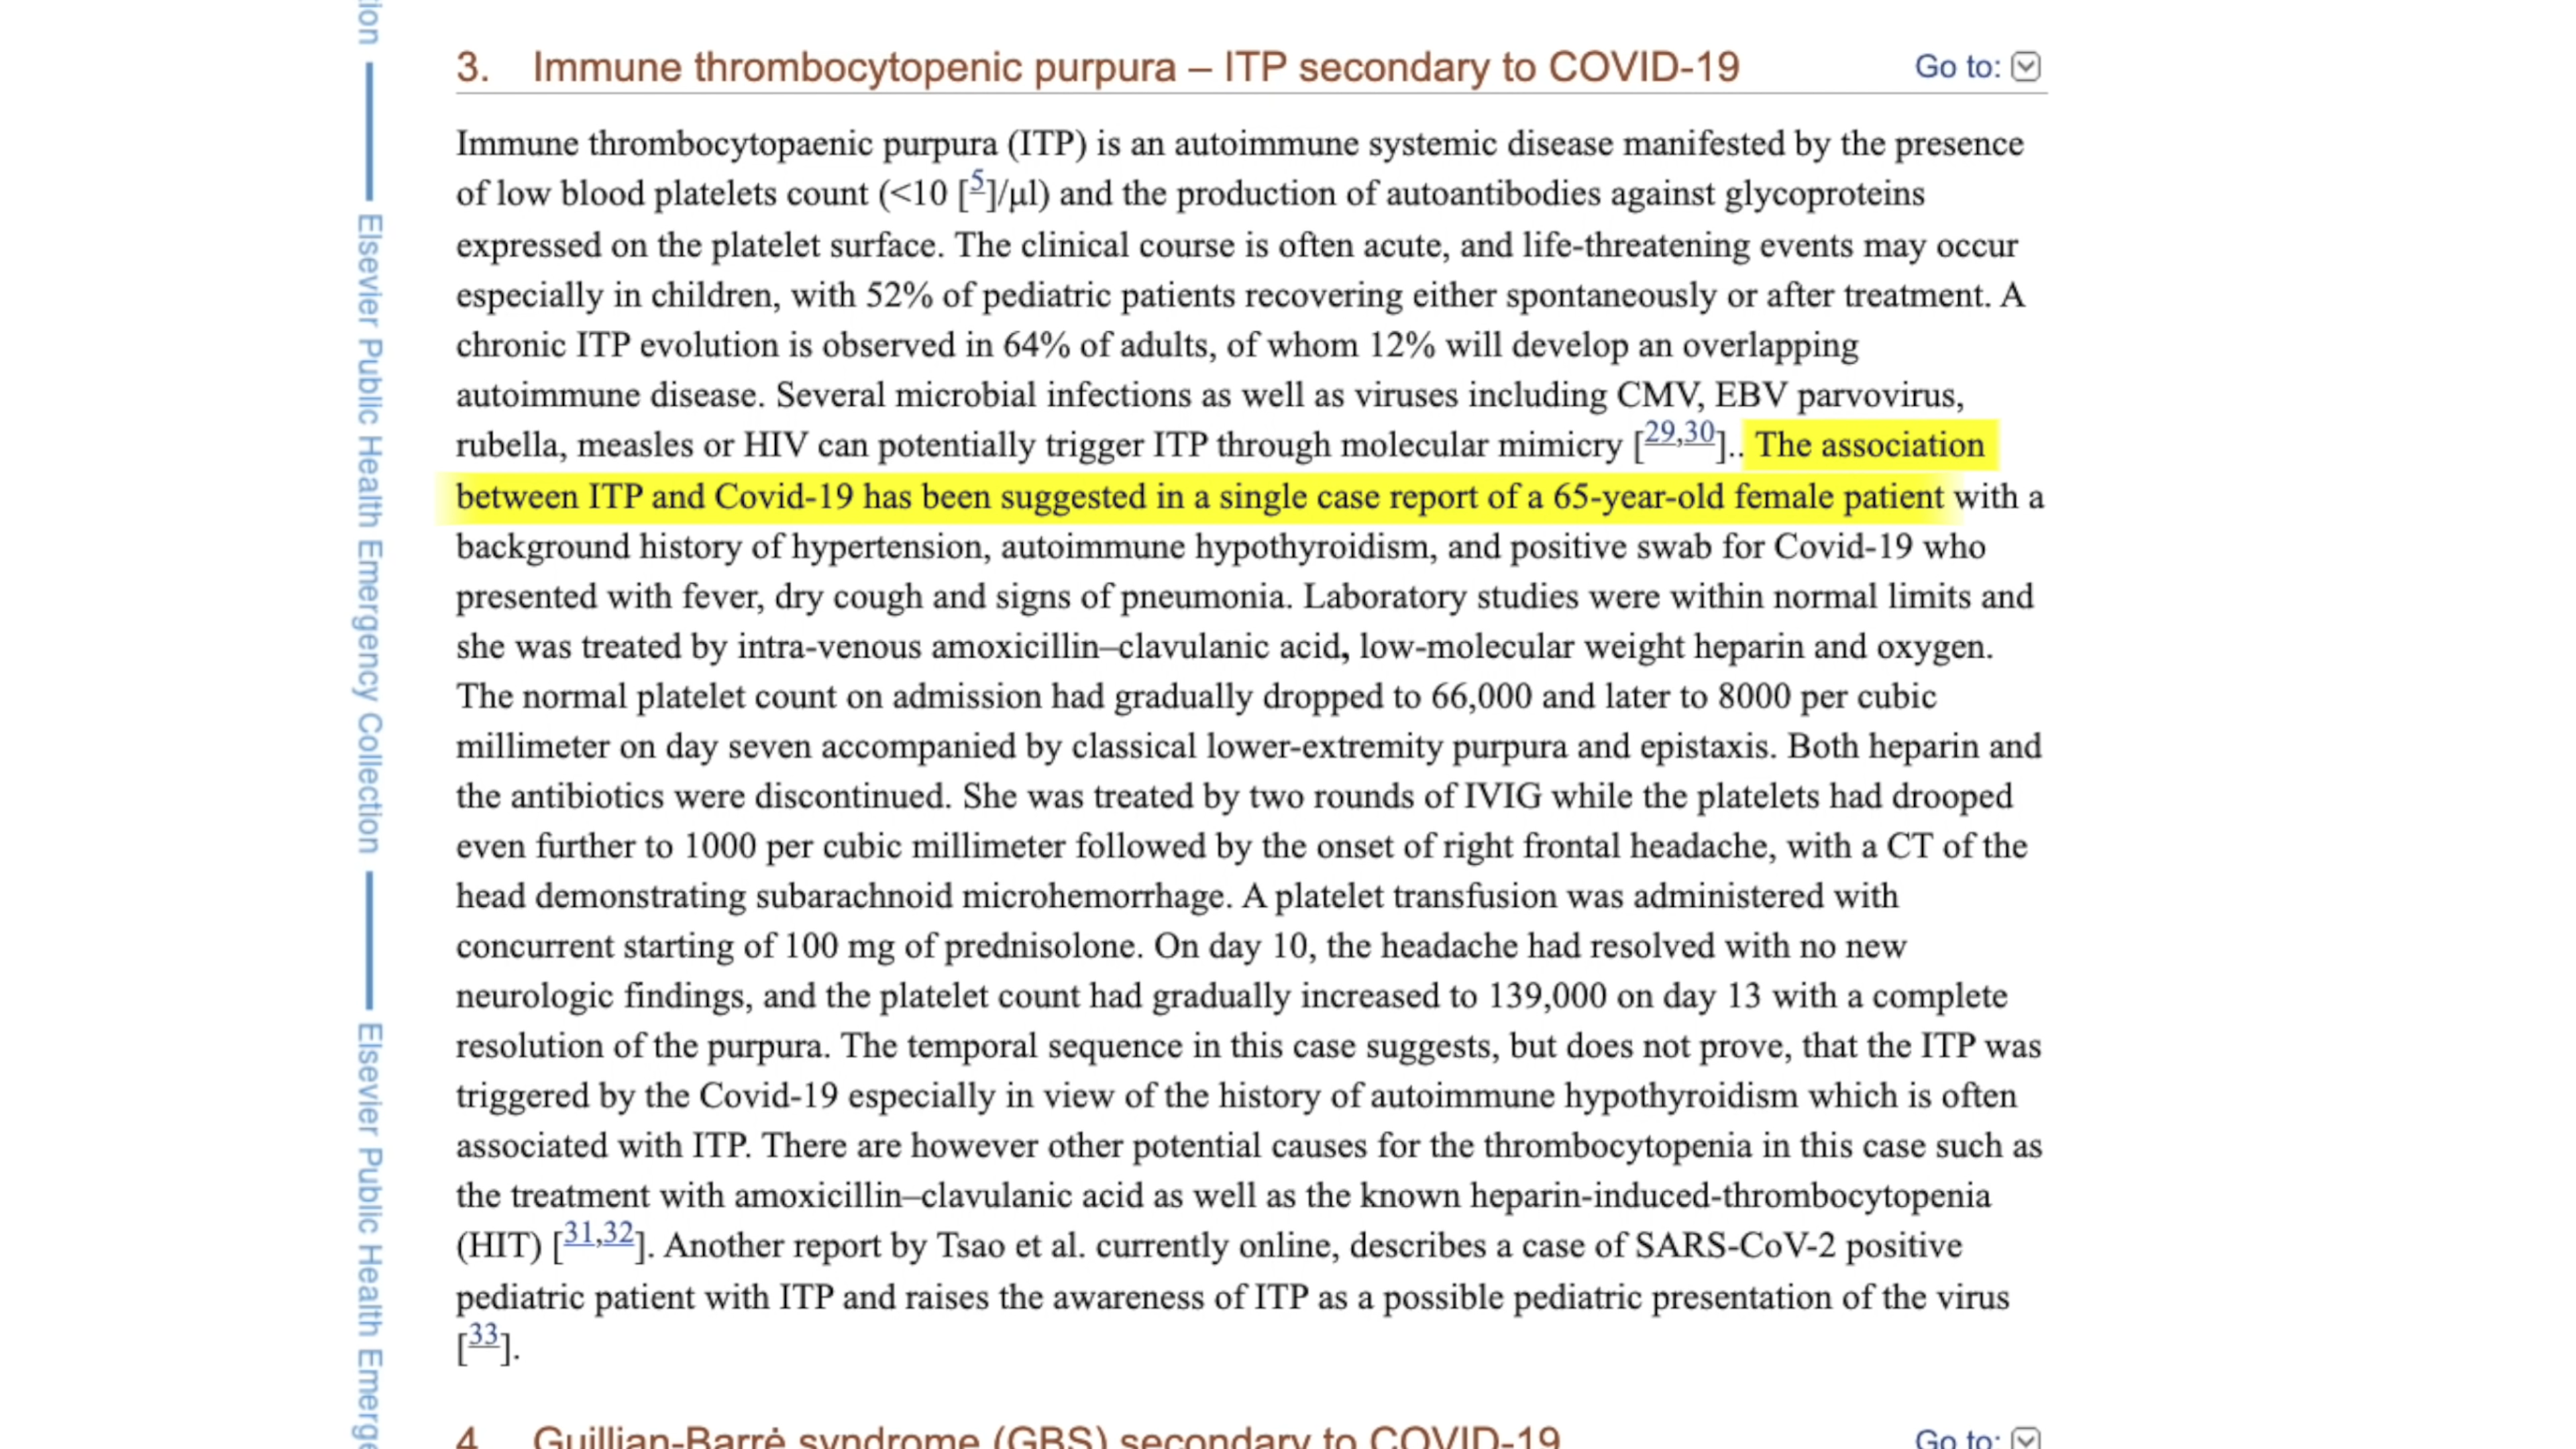 3. Immune thrombocytopenic purpura – ITP secondary to COVID-19 Go to:
Immune thrombocytopaenic purpura (ITP) is an autoimmune systemic disease manifested by the presence
of low blood platelets count (<10 [5]/μl) and the production of autoantibodies against glycoproteins
expressed on the platelet surface. The clinical course is often acute, and life-threatening events may occur
especially in children, with 52% of pediatric patients recovering either spontaneously or after treatment. A
chronic ITP evolution is observed in 64% of adults, of whom 12% will develop an overlapping
autoimmune disease. Several microbial infections as well as viruses including CMV, EBV parvovirus,
rubella, measles or HIV can potentially trigger ITP through molecular mimicry [29,30].. The association
between ITP and Covid-19 has been suggested in a single case report of a 65-year-old female patient with a
background history of hypertension, autoimmune hypothyroidism, and positive swab for Covid-19 who
presented with fever, dry cough and signs of pneumonia. Laboratory studies were within normal limits and
she was treated by intra-venous amoxicillin–clavulanic acid, low-molecular weight heparin and oxygen.
The normal platelet count on admission had gradually dropped to 66,000 and later to 8000 per cubic
millimeter on day seven accompanied by classical lower-extremity purpura and epistaxis. Both heparin and
the antibiotics were discontinued. She was treated by two rounds of IVIG while the platelets had drooped
even further to 1000 per cubic millimeter followed by the onset of right frontal headache, with a CT of the
head demonstrating subarachnoid microhemorrhage. A platelet transfusion was administered with
concurrent starting of 100 mg of prednisolone. On day 10, the headache had resolved with no new
neurologic findings, and the platelet count had gradually increased to 139,000 on day 13 with a complete
resolution of the purpura. The temporal sequence in this case suggests, but does not prove, that the ITP was
triggered by the Covid-19 especially in view of the history of autoimmune hypothyroidism which is often
associated with ITP. There are however other potential causes for the thrombocytopenia in this case such as
the treatment with amoxicillin–clavulanic acid as well as the known heparin-induced-thrombocytopenia
(HIT) [31,32]. Another report by Tsao et al. currently online, describes a case of SARS-CoV-2 positive
pediatric patient with ITP and raises the awareness of ITP as a possible pediatric presentation of the virus
[33].
4. Guillian-Barrė syndrome (GBS) secondary to COVID-19 Go to:
tion
Elsevier Public Health Emergency Collection
Elsevier Public Health Emerge